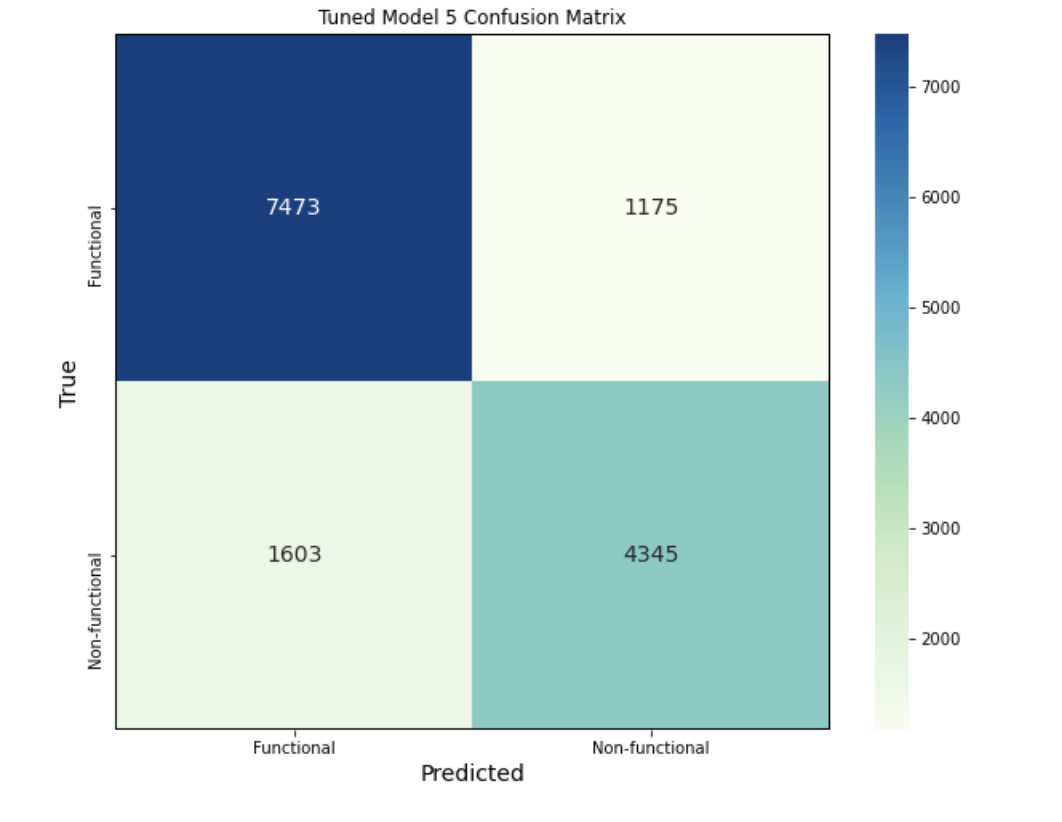 Tuned Model 5 Confusion Matrix
7473
1175
1603
4345
Functional
Non-functional
True
Functional
Non-functional
Predicted
7000
6000
5000
4000
3000
2000